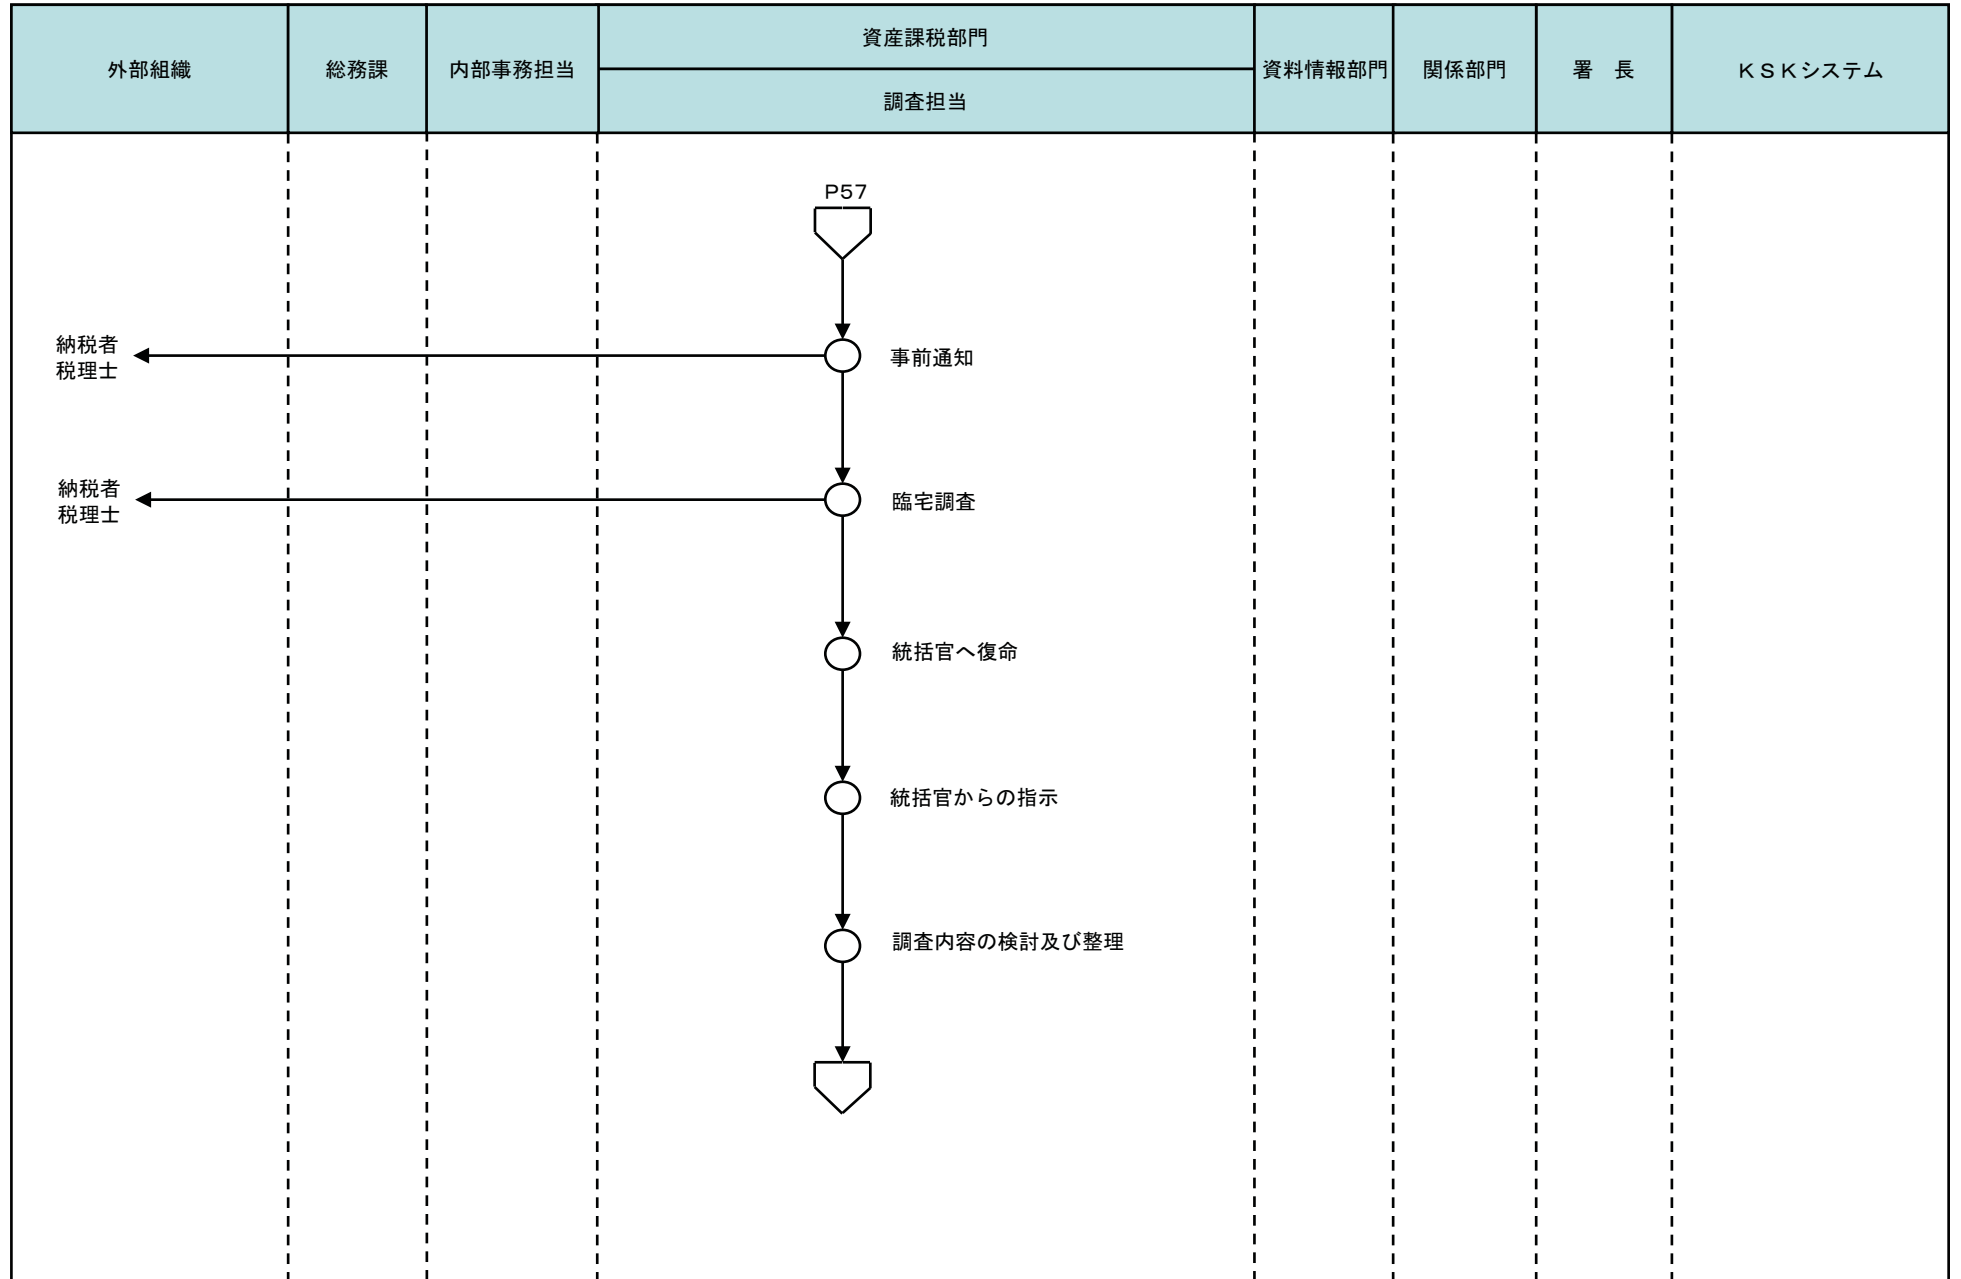 外部組織
総務課
内部事務担当
資産課税部門
調査担当
資料情報部門
関係部門
署　長
ＫＳＫシステム
P57
納税者
税理士
事前通知
納税者
税理士
臨宅調査
統括官へ復命
統括官からの指示
調査内容の検討及び整理